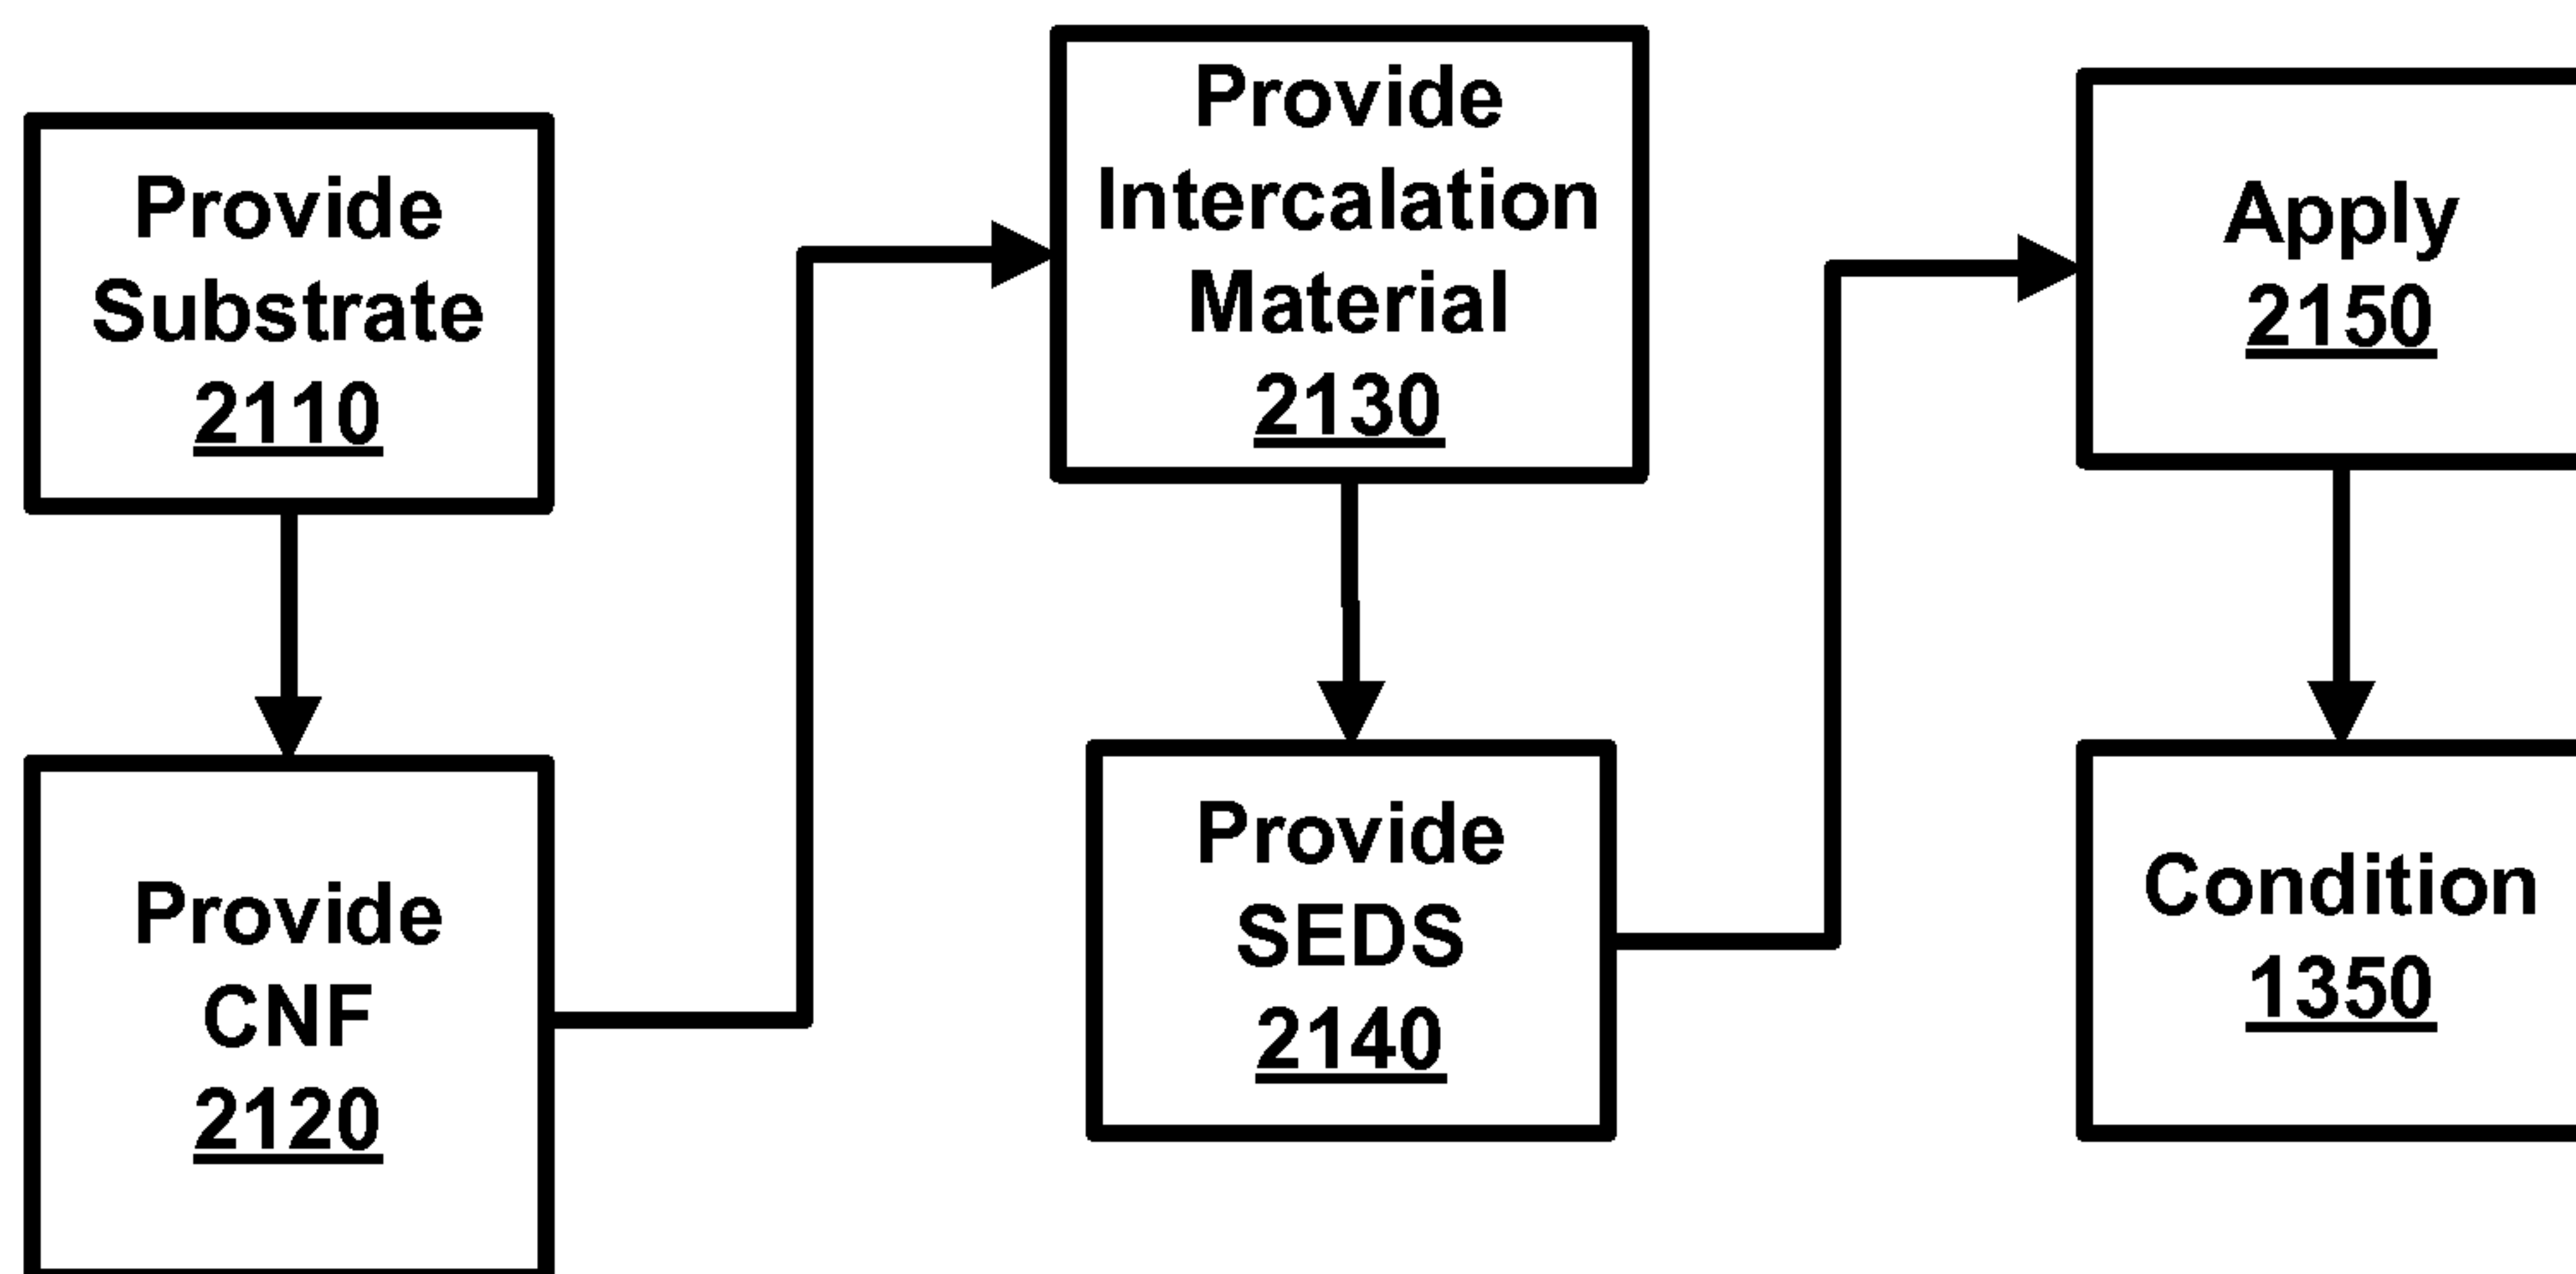 Provide
Substrate
2110
Provide
CNF
2120
Provide
Intercalation
Material
2130
Provide
SEDS
2140
Apply
2150
Condition
1350